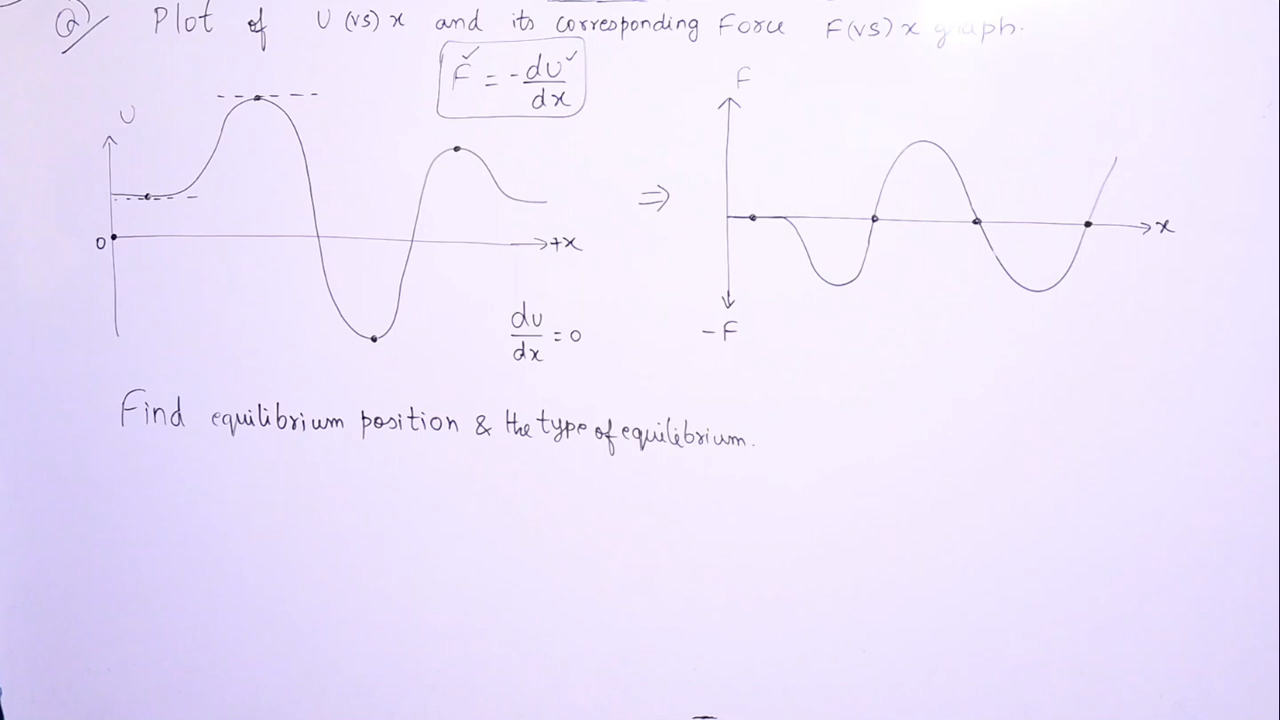 Q) Plot of U (vs) x and its corresponding Force F(vs) x graph.
F = -dU/dx
U
0
+x
du/dx = 0
⇒
F
x
-F
Find equilibrium position & the type of equilibrium.